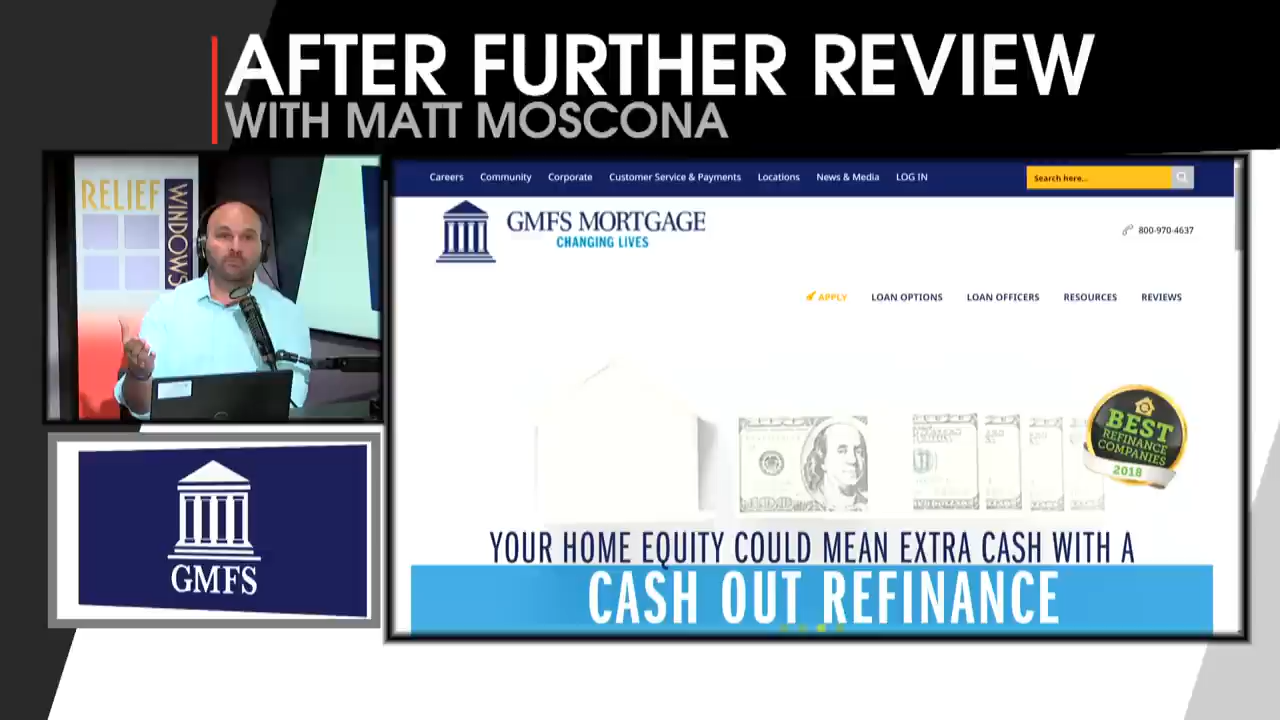 AFTER FURTHER REVIEW
WITH MATT MOSCONA
RELIEF
WINDOWS
GMFS
Careers Community Corporate Customer Service & Payments Locations News & Media LOG IN
Search here...
GMFS MORTGAGE
CHANGING LIVES
800-970-4637
APPLY LOAN OPTIONS LOAN OFFICERS RESOURCES REVIEWS
BEST
REFINANCE
COMPANIES
2018
YOUR HOME EQUITY COULD MEAN EXTRA CASH WITH A
CASH OUT REFINANCE